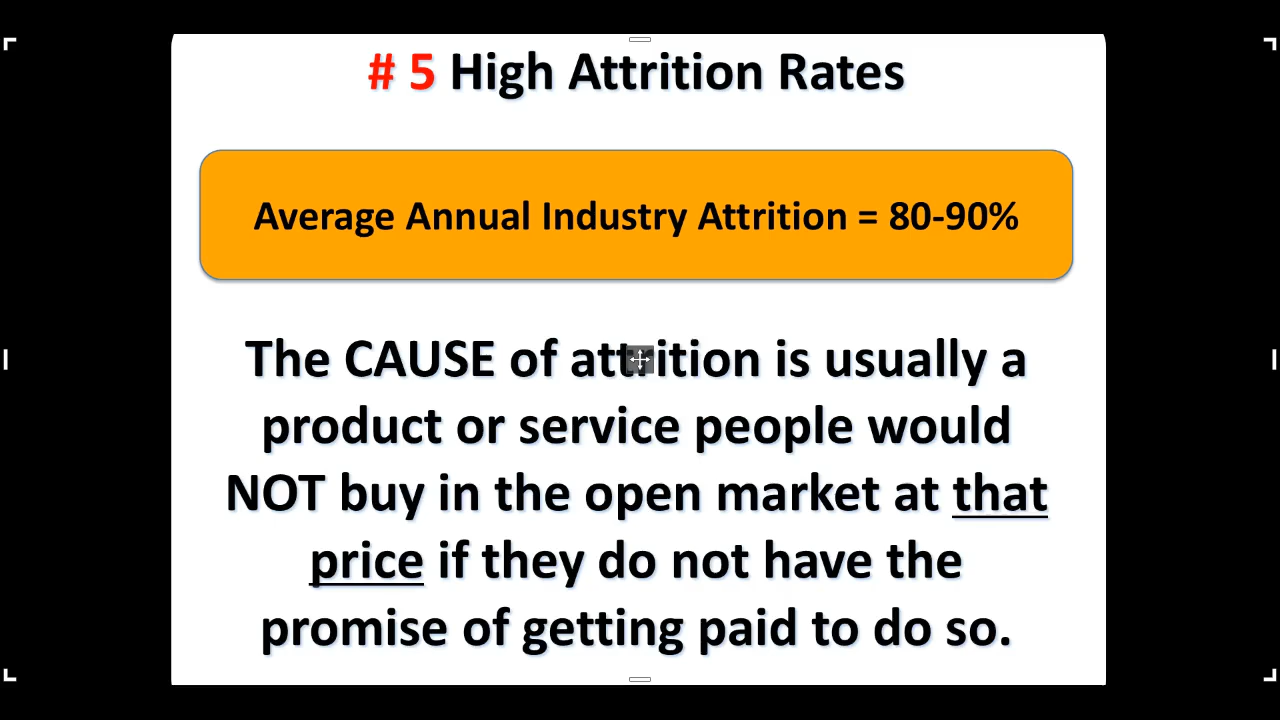 # 5 High Attrition Rates
Average Annual Industry Attrition = 80-90%
The CAUSE of attrition is usually a
product or service people would
NOT buy in the open market at that
price if they do not have the
promise of getting paid to do so.